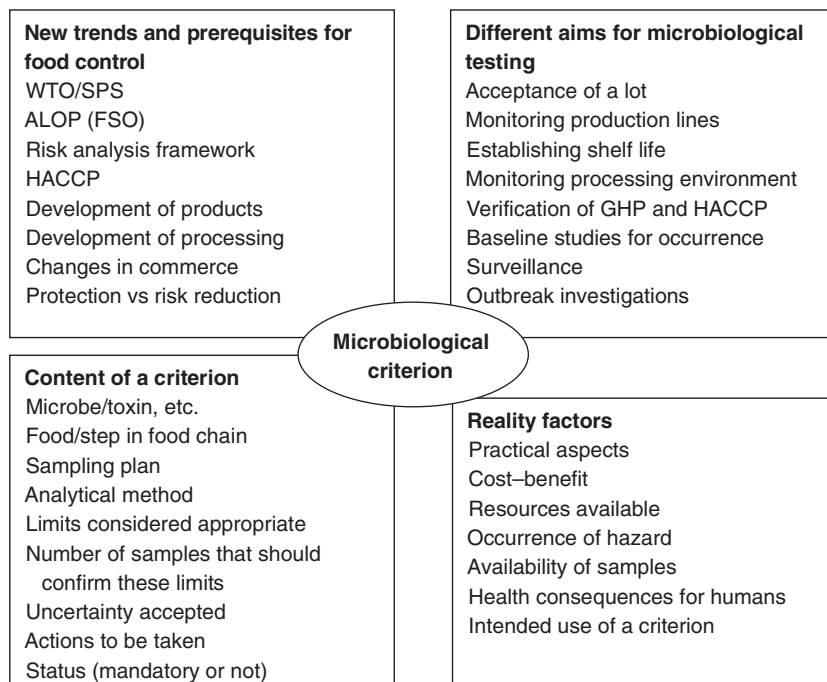 New trends and prerequisites for
food control
WTO/SPS
ALOP (FSO)
Risk analysis framework
HACCP
Development of products
Development of processing
Changes in commerce
Protection vs risk reduction
Different aims for microbiological
testing
Acceptance of a lot
Monitoring production lines
Establishing shelf life
Monitoring processing environment
Verification of GHP and HACCP
Baseline studies for occurrence
Surveillance
Outbreak investigations
Microbiological
criterion
Content of a criterion
Microbe/toxin, etc.
Food/step in food chain
Sampling plan
Analytical method
Limits considered appropriate
Number of samples that should
confirm these limits
Uncertainty accepted
Actions to be taken
Status (mandatory or not)
Reality factors
Practical aspects
Cost–benefit
Resources available
Occurrence of hazard
Availability of samples
Health consequences for humans
Intended use of a criterion